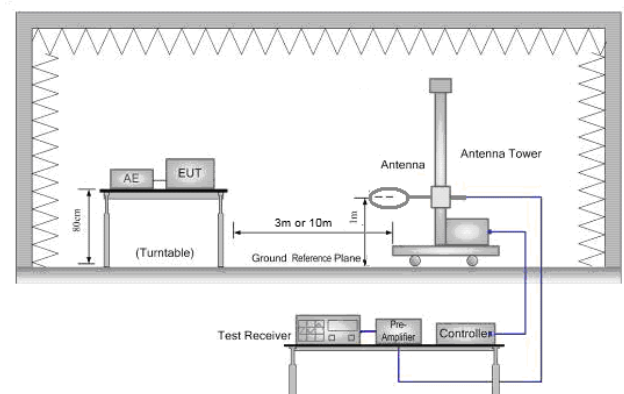 Antenna
Antenna Tower
AE
EUT
80cm
(Turntable)
3m or 10m
1m
Ground Reference Plane
Test Receiver
Pre-
Amplifier
Controller